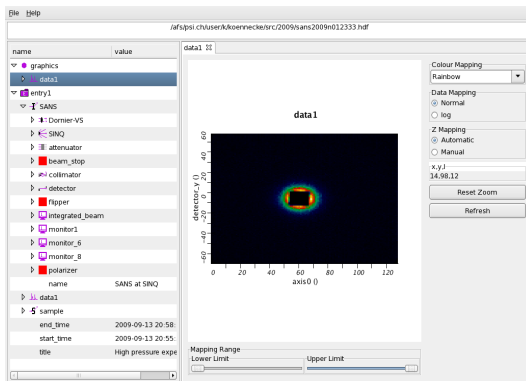 File Help
/afs/psi.ch/user/k/koennecke/src/2009/sans2009n012333.hdf
name value
graphics
data1
entry1
SANS
Dornier-VS
SINQ
attenuator
beam_stop
collimator
detector
flipper
integrated_beam
monitor1
monitor_6
monitor_8
polarizer
name SANS at SINQ
data1
sample
end_time 2009-09-13 20:58:
start_time 2009-09-13 20:55:
title High pressure expe
data1
data1
detector_y ()
60
40
20
0
−20
−40
−60
0 20 40 60 80 100 120
axis0 ()
Mapping Range
Lower Limit Upper Limit
Colour Mapping
Rainbow
Data Mapping
Normal
log
Z Mapping
Automatic
Manual
x,y,I
14,98,12
Reset Zoom
Refresh